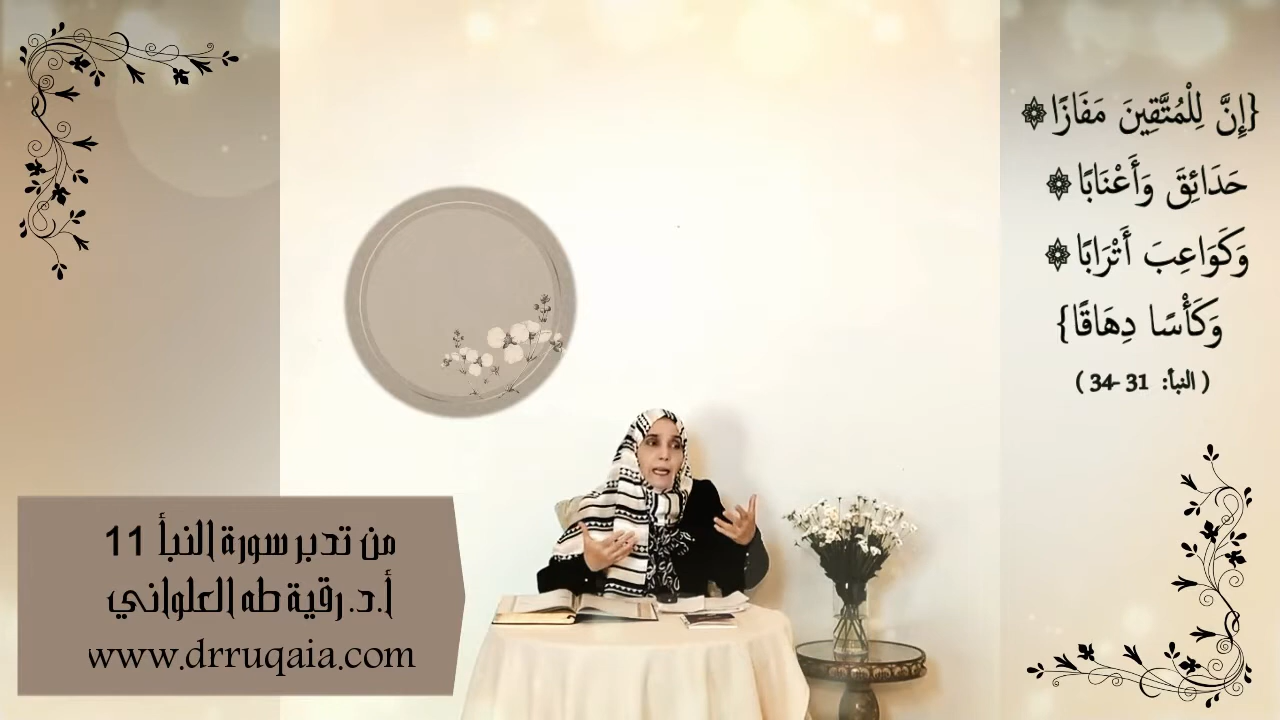 {إِنَّ لِلْمُتَّقِينَ مَفَازًا ۞
حَدَائِقَ وَأَعْنَابًا ۞
وَكَوَاعِبَ أَتْرَابًا ۞
وَكَأْسًا دِهَاقًا}
( النبأ: 31 -34 )
من تدبر سورة النبأ 11
أ.د. رقية طه العلواني
www.drruqaia.com